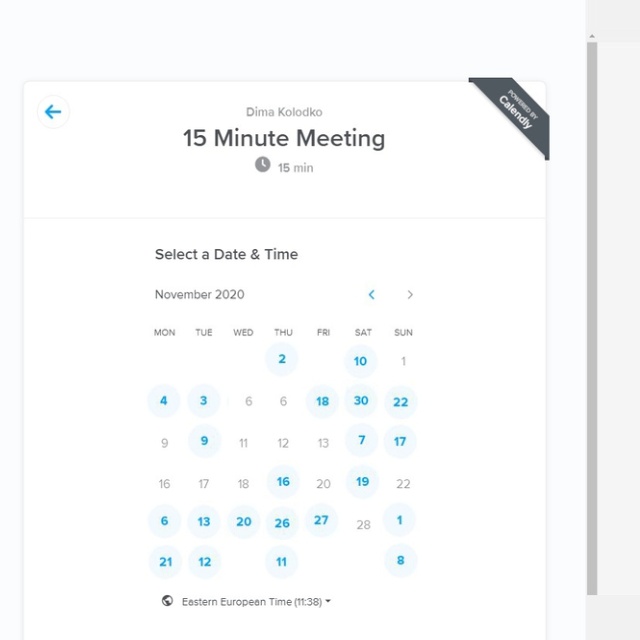 POWERED BY
Calendly
Dima Kolodko
15 Minute Meeting
15 min
Select a Date & Time
November 2020
MON TUE WED THU FRI SAT SUN
2 10 1
4 3 6 6 18 30 22
9 9 11 12 13 7 17
16 17 18 16 20 19 22
6 13 20 26 27 28 1
21 12 11 8
Eastern European Time (11:38)